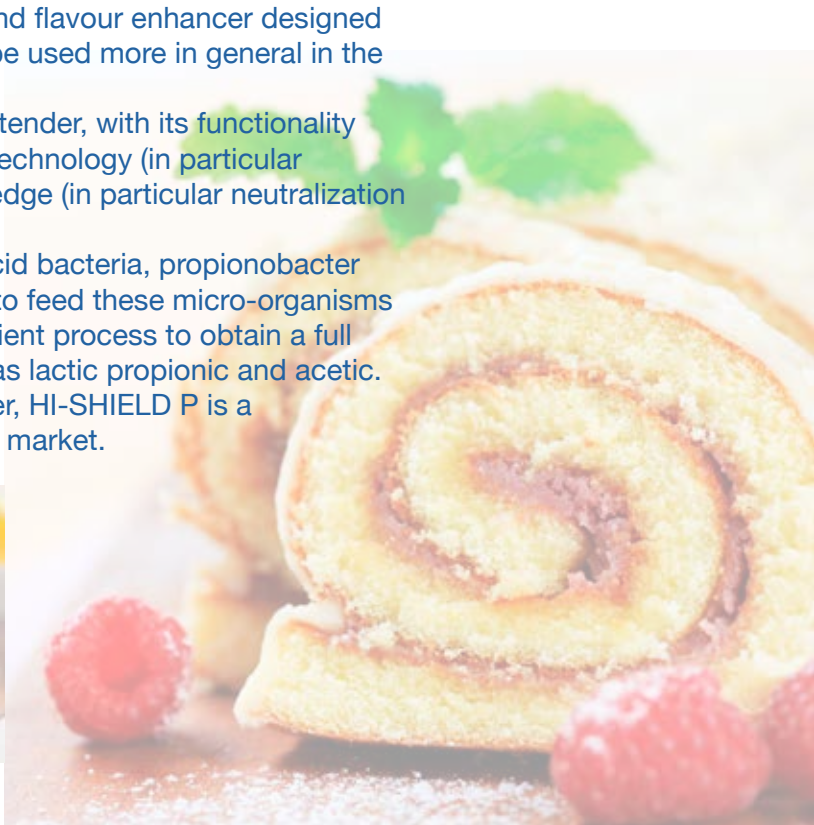 nd flavour enhancer designed
be used more in general in the
tender, with its functionality
echnology (in particular
edge (in particular neutralization
cid bacteria, propionobacter
to feed these micro-organisms
ient process to obtain a full
as lactic propionic and acetic.
er, HI-SHIELD P is a
market.